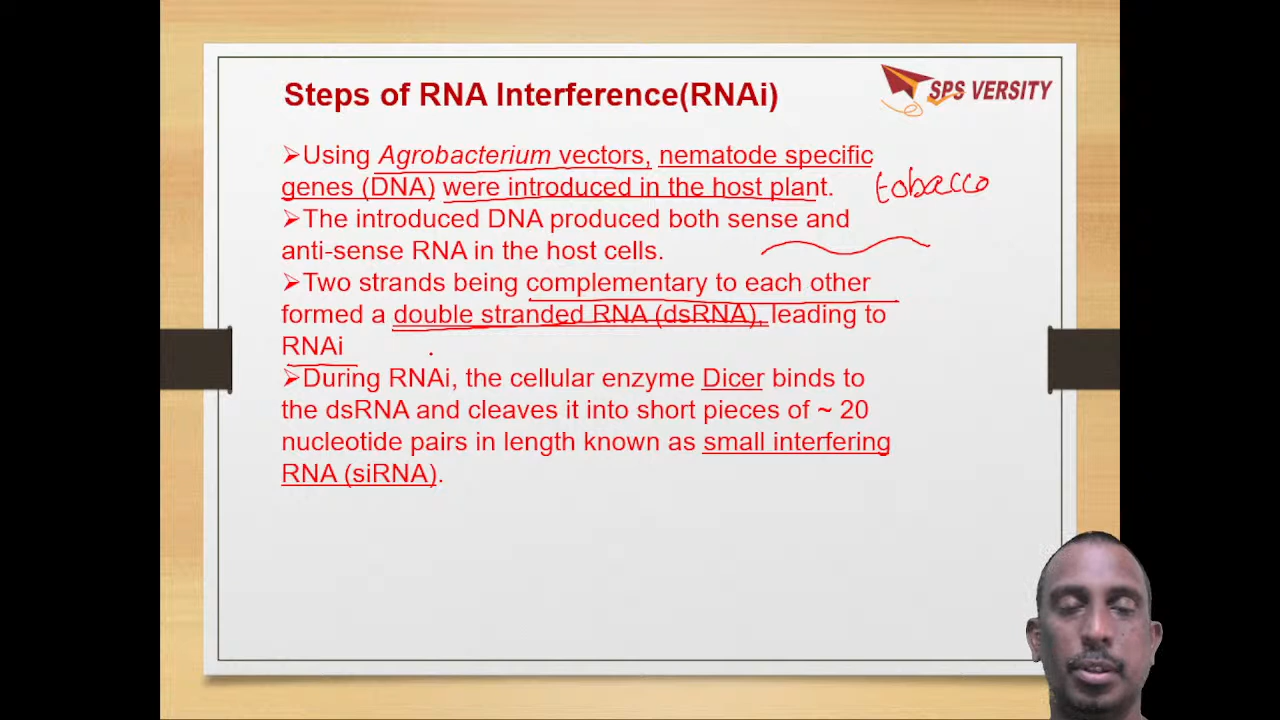 Steps of RNA Interference(RNAi)
SPS VERSITY
➢Using Agrobacterium vectors, nematode specific
genes (DNA) were introduced in the host plant.
tobacco
➢The introduced DNA produced both sense and
anti-sense RNA in the host cells.
➢Two strands being complementary to each other
formed a double stranded RNA (dsRNA), leading to
RNAi
➢During RNAi, the cellular enzyme Dicer binds to
the dsRNA and cleaves it into short pieces of ~ 20
nucleotide pairs in length known as small interfering
RNA (siRNA).